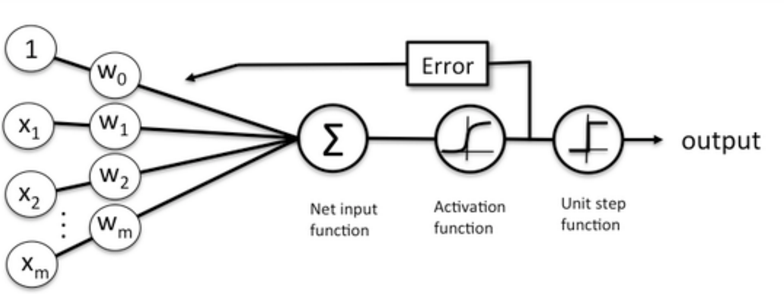 1
w0
Error
x1
w1
Σ
output
x2
w2
⋮
wm
xm
Net input
function
Activation
function
Unit step
function